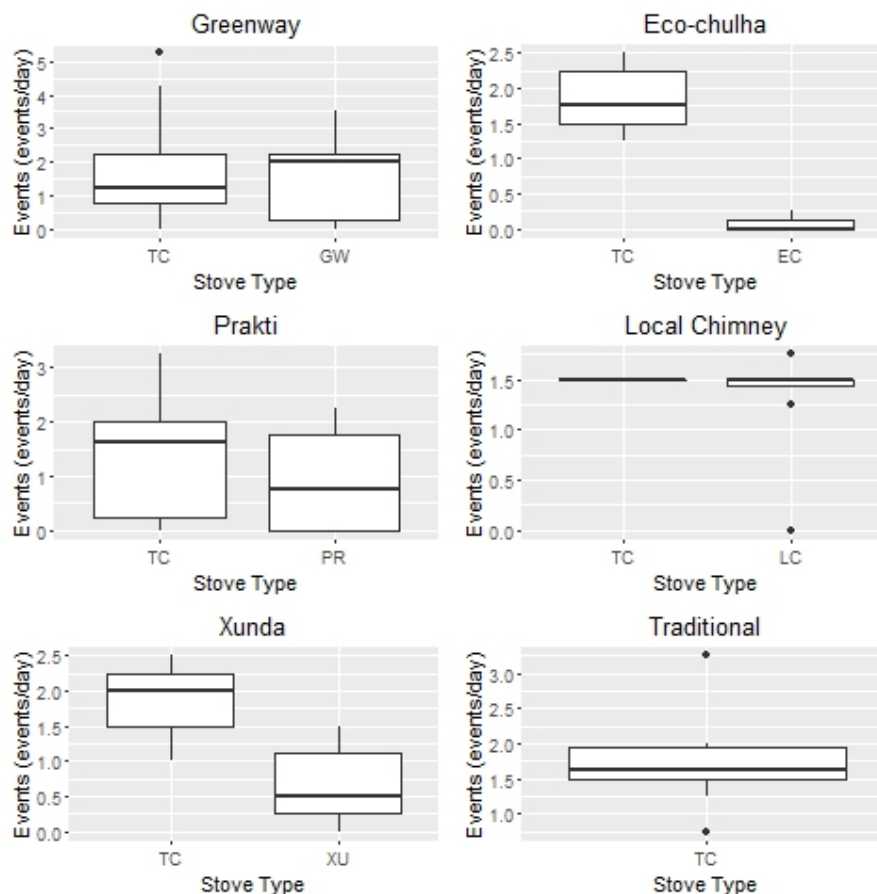 Greenway
Events (events/day)
5
4
3
2
1
0
TC GW
Stove Type
Eco-chulha
Events (events/day)
2.5
2.0
1.5
1.0
0.5
0.0
TC EC
Stove Type
Prakti
Events (events/day)
3
2
1
0
TC PR
Stove Type
Local Chimney
Events (events/day)
1.5
1.0
0.5
0.0
TC LC
Stove Type
Xunda
Events (events/day)
2.5
2.0
1.5
1.0
0.5
0.0
TC XU
Stove Type
Traditional
Events (events/day)
3.0
2.5
2.0
1.5
1.0
TC
Stove Type